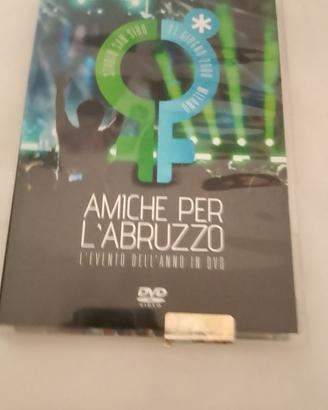 STADIO SAN SIRO
21 GIUGNO 2009 MILANO
AMICHE PER
L'ABRUZZO
L'EVENTO DELL'ANNO IN DVD
DVD
VIDEO